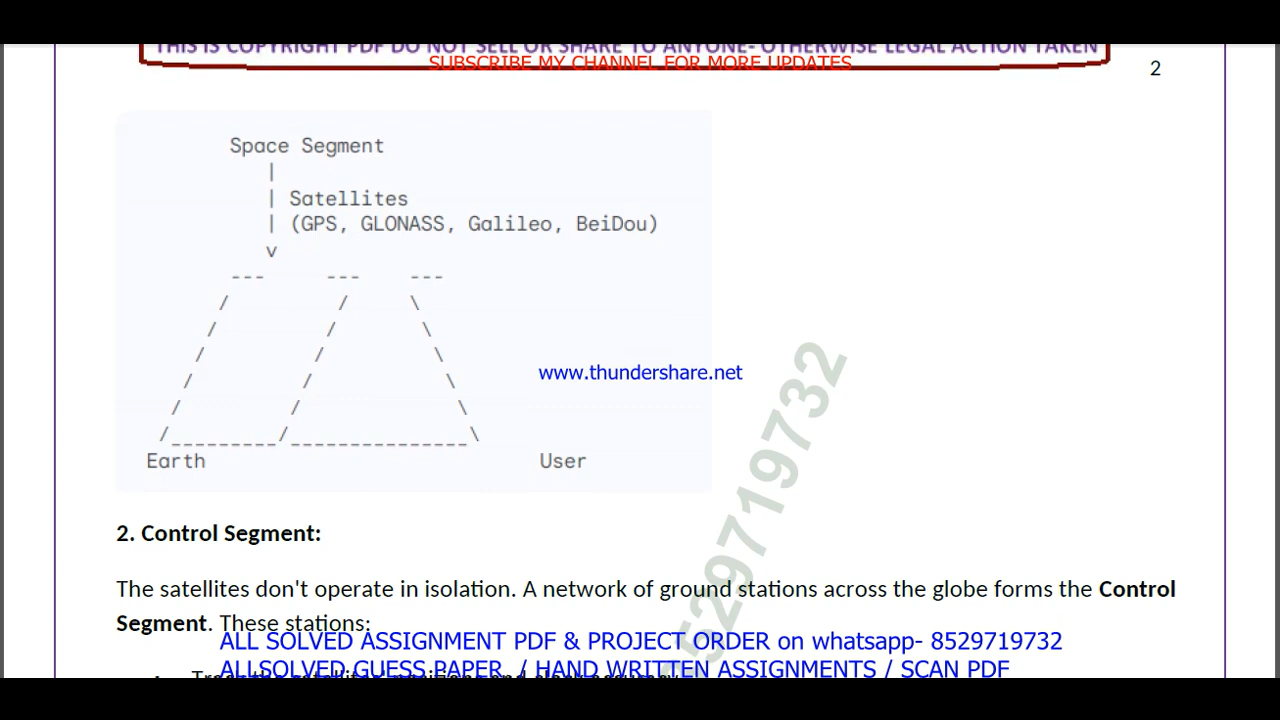 THIS IS COPYRIGHT PDF DO NOT SELL OR SHARE TO ANYONE- OTHERWISE LEGAL ACTION TAKEN
SUBSCRIBE MY CHANNEL FOR MORE UPDATES
2
Space Segment
|
| Satellites
| (GPS, GLONASS, Galileo, BeiDou)
v
--- --- ---
/ / \
/ / \
/ / \
/ / \
/ / \
/_________/_______________\
Earth User
www.thundershare.net
8529719732
2. Control Segment:
The satellites don't operate in isolation. A network of ground stations across the globe forms the Control
Segment. These stations:
ALL SOLVED ASSIGNMENT PDF & PROJECT ORDER on whatsapp- 8529719732
ALLSOLVED GUESS PAPER / HAND WRITTEN ASSIGNMENTS / SCAN PDF